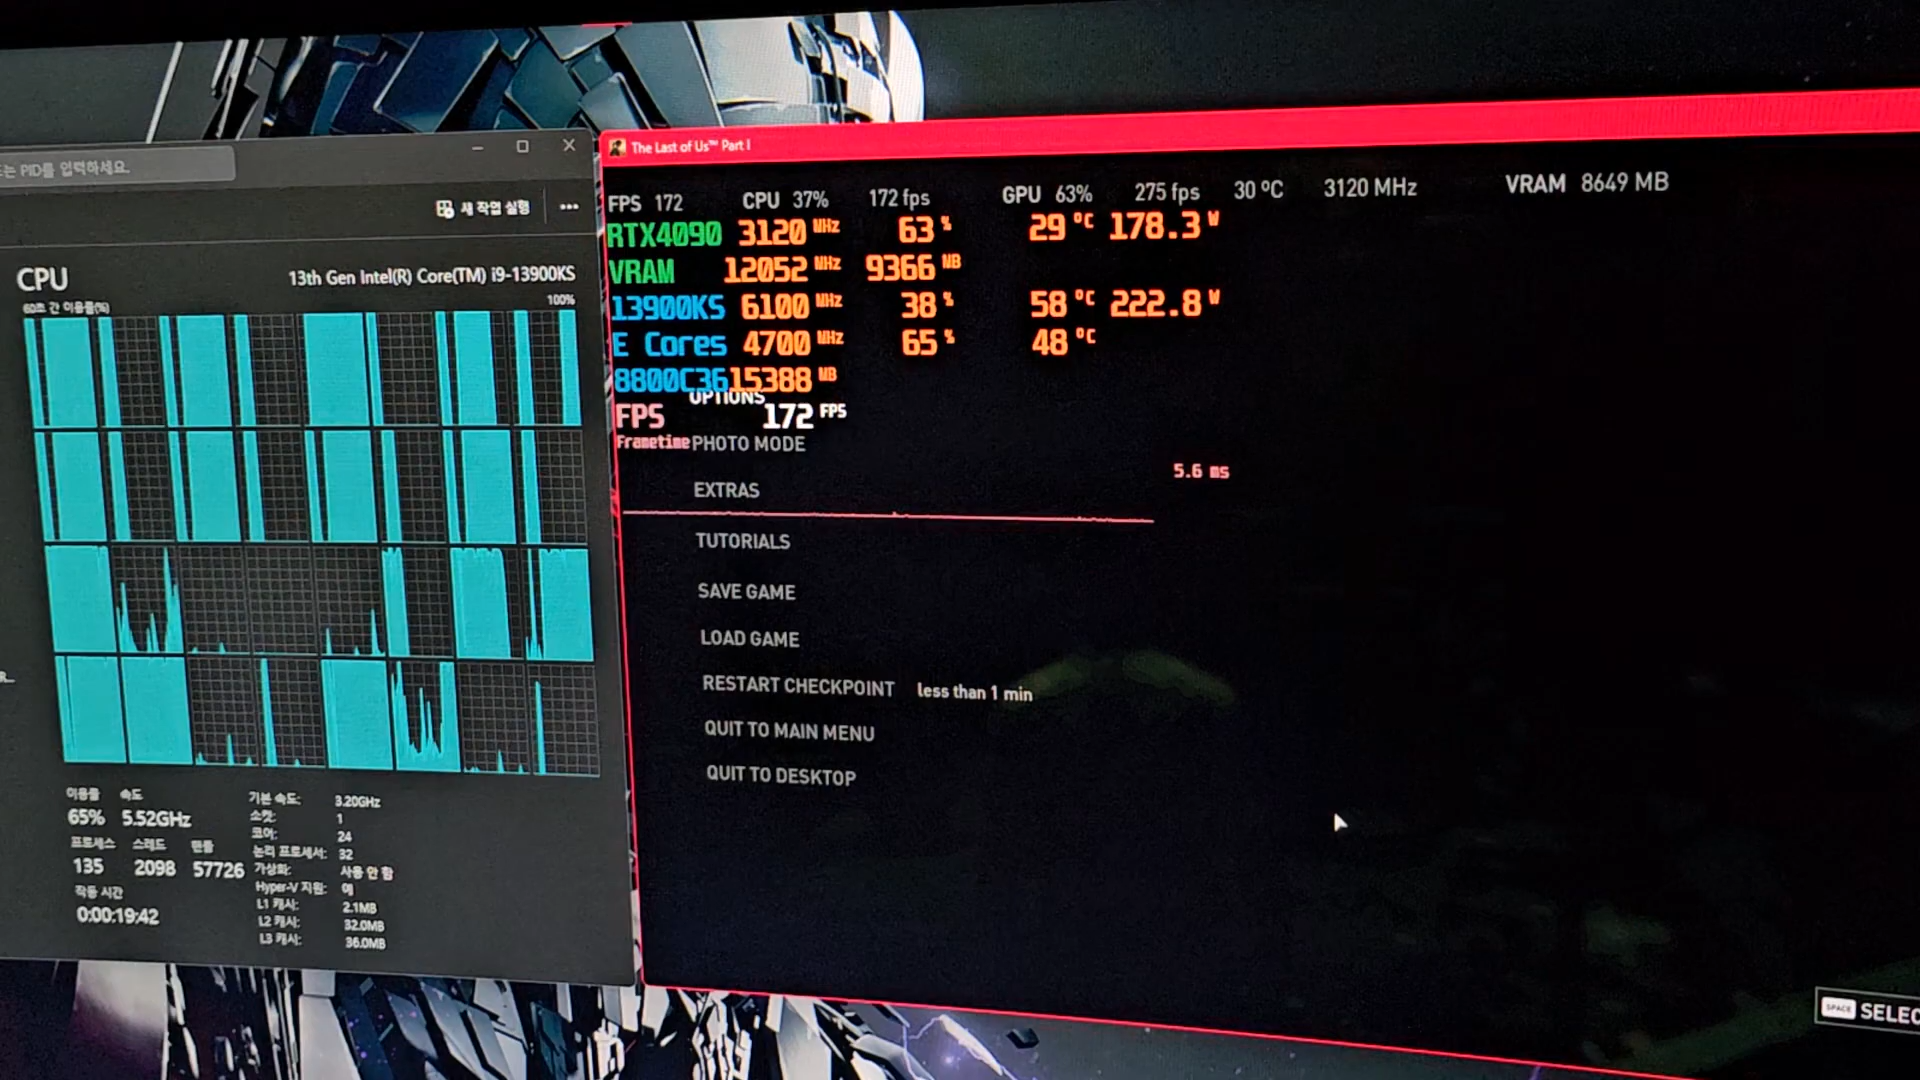 PID를 입력하세요.
새 작업 실행
CPU
13th Gen Intel(R) Core(TM) i9-13900KS
60초 간 이용률(%)
100%
이용률 속도
65% 5.52GHz
프로세스 스레드 핸들
135 2098 57726
작동 시간
0:00:19:42
기본 속도: 3.20GHz
소켓: 1
코어: 24
논리 프로세서: 32
가상화: 사용 안 함
Hyper-V 지원: 예
L1 캐시: 2.1MB
L2 캐시: 32.0MB
L3 캐시: 36.0MB
The Last of Us™ Part I
FPS 172 CPU 37% 172 fps GPU 63% 275 fps 30 ºC 3120 MHz VRAM 8649 MB
RTX4090 3120 MHz 63 % 29 °C 178.3 W
VRAM 12052 MHz 9366 MB
13900KS 6100 MHz 38 % 58 °C 222.8 W
E Cores 4700 MHz 65 % 48 °C
8800C36 15388 MB
OPTIONS
FPS 172 FPS
Frametime
PHOTO MODE
5.6 ms
EXTRAS
TUTORIALS
SAVE GAME
LOAD GAME
RESTART CHECKPOINT less than 1 min
QUIT TO MAIN MENU
QUIT TO DESKTOP
SPACE